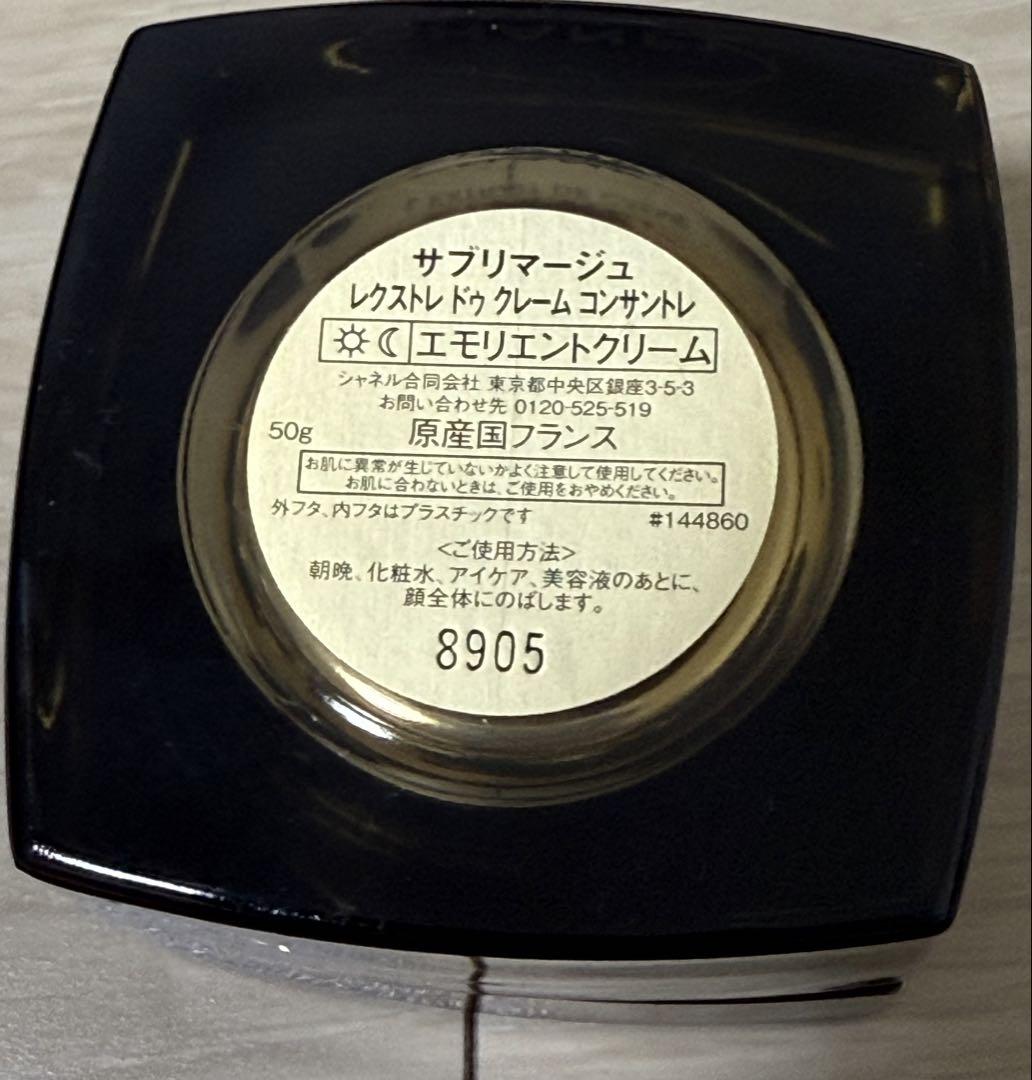 サブリマージュ
レクストレ ドゥ クレーム コンサントレ
エモリエントクリーム
シャネル合同会社 東京都中央区銀座3-5-3
お問い合わせ先 0120-525-519
50g 原産国フランス
お肌に異常が生じていないかよく注意して使用してください。
お肌に合わないときは、ご使用をおやめください。
外フタ、内フタはプラスチックです #144860
<ご使用方法>
朝晩、化粧水、アイケア、美容液のあとに、
顔全体にのばします。
8905